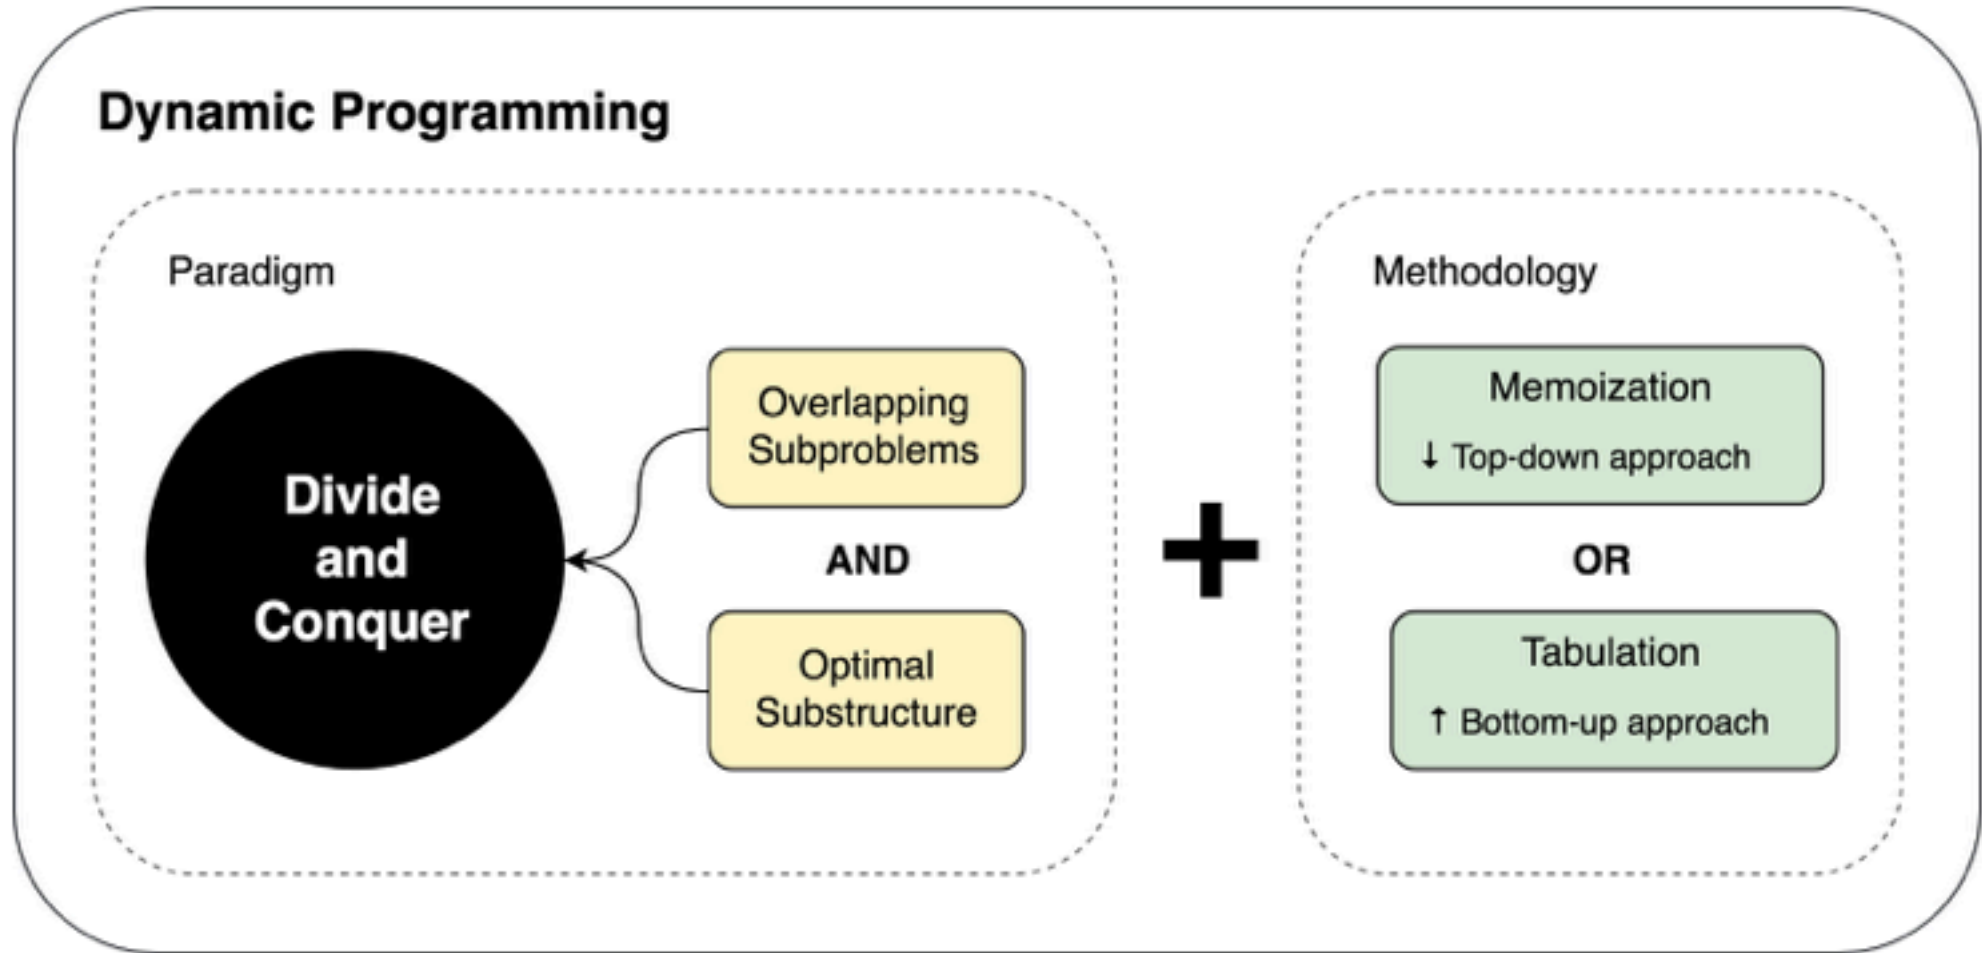 Dynamic Programming
Paradigm
Divide
and
Conquer
Overlapping
Subproblems
AND
Optimal
Substructure
+
Methodology
Memoization
↓ Top-down approach
OR
Tabulation
↑ Bottom-up approach